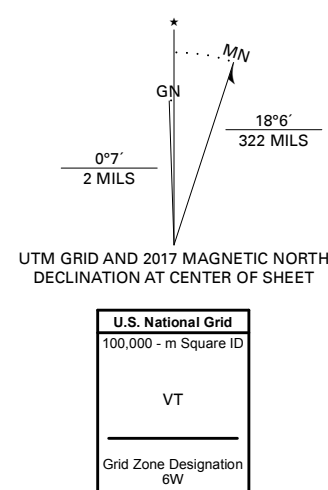 ★
MN
GN
18°6´
322 MILS
0°7´
2 MILS
UTM GRID AND 2017 MAGNETIC NORTH
DECLINATION AT CENTER OF SHEET
U.S. National Grid
100,000 - m Square ID
VT
Grid Zone Designation
6W